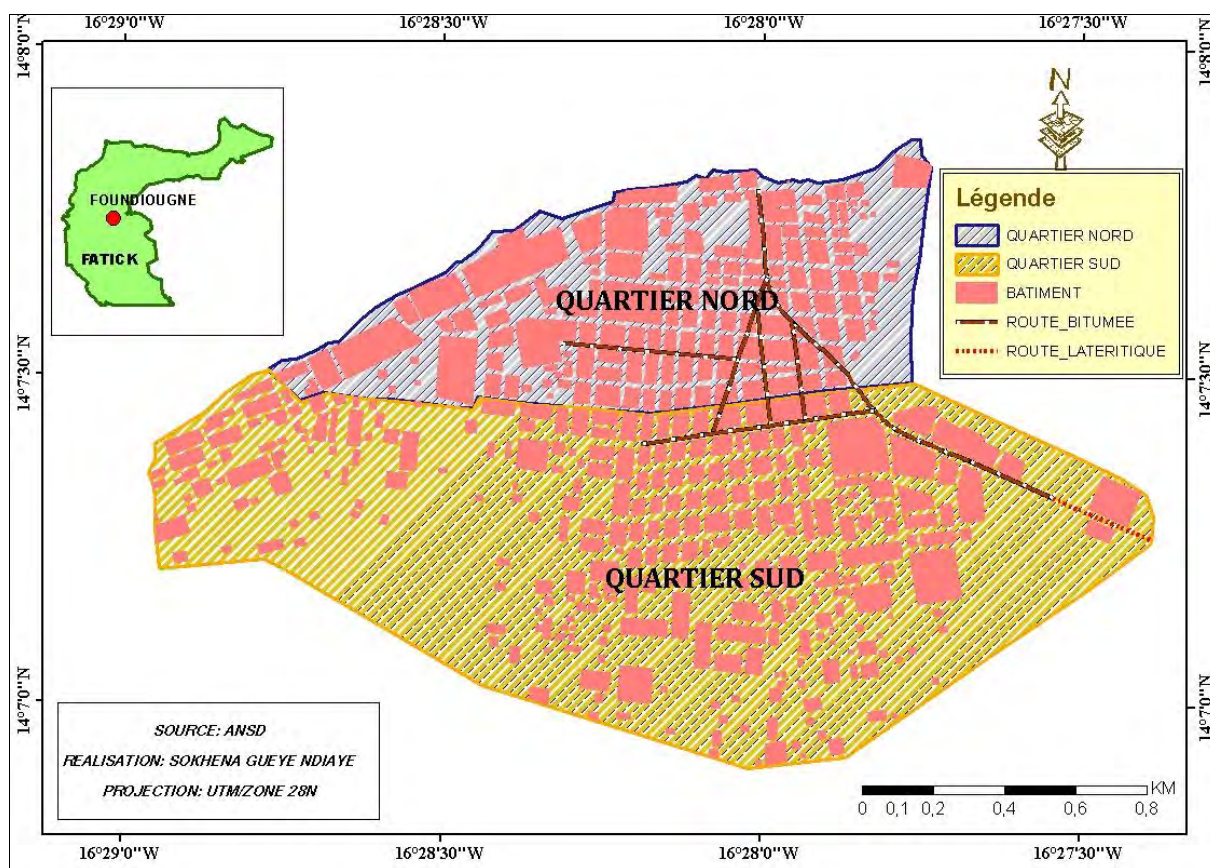 16°29'0"W 16°28'30"W 16°28'0"W 16°27'30"W
14°8'0"N
14°8'0"N
N
FOUNDIOUGNE
FATICK
Légende
QUARTIER NORD
QUARTIER SUD
BATIMENT
ROUTE_BITUMEE
ROUTE_LATERITIQUE
QUARTIER NORD
14°7'30"N
14°7'30"N
QUARTIER SUD
14°7'0"N
14°7'0"N
SOURCE: ANSD
REALISATION: SOKHENA GUEYE NDIAYE
PROJECTION: UTM/ZONE 28N
KM
0 0,1 0,2 0,4 0,6 0,8
16°29'0"W 16°28'30"W 16°28'0"W 16°27'30"W